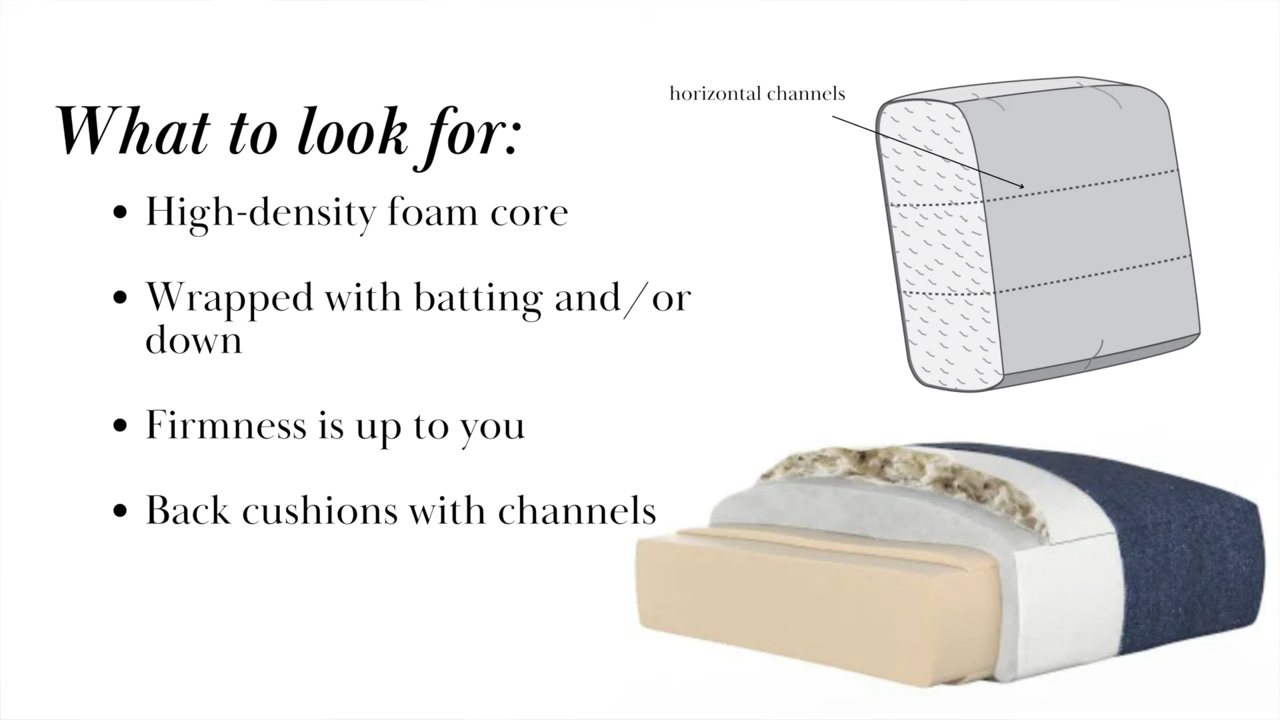 What to look for:
• High-density foam core
• Wrapped with batting and/or
down
• Firmness is up to you
• Back cushions with channels
horizontal channels